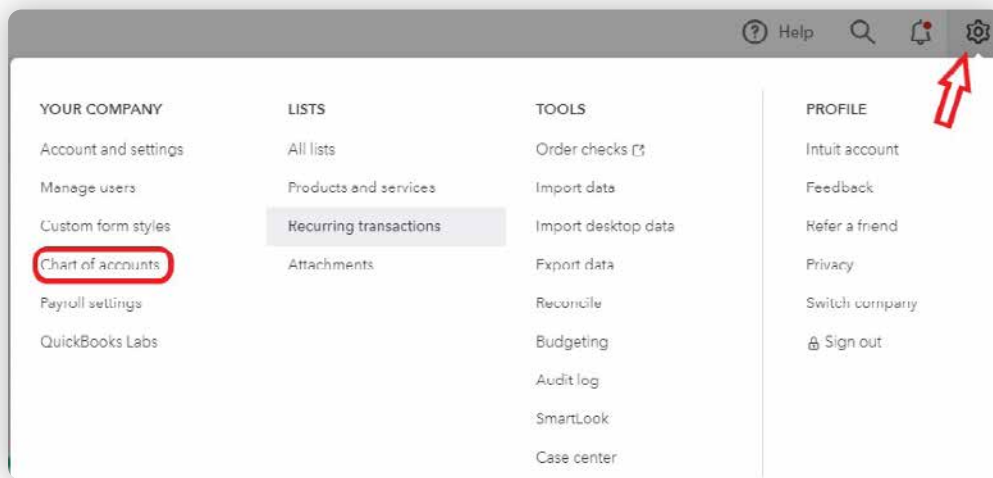 Help
YOUR COMPANY
Account and settings
Manage users
Custom form styles
Chart of accounts
Payroll settings
QuickBooks Labs
LISTS
All lists
Products and services
Recurring transactions
Attachments
TOOLS
Order checks
Import data
Import desktop data
Export data
Reconcile
Budgeting
Audit log
SmartLook
Case center
PROFILE
Intuit account
Feedback
Refer a friend
Privacy
Switch company
Sign out